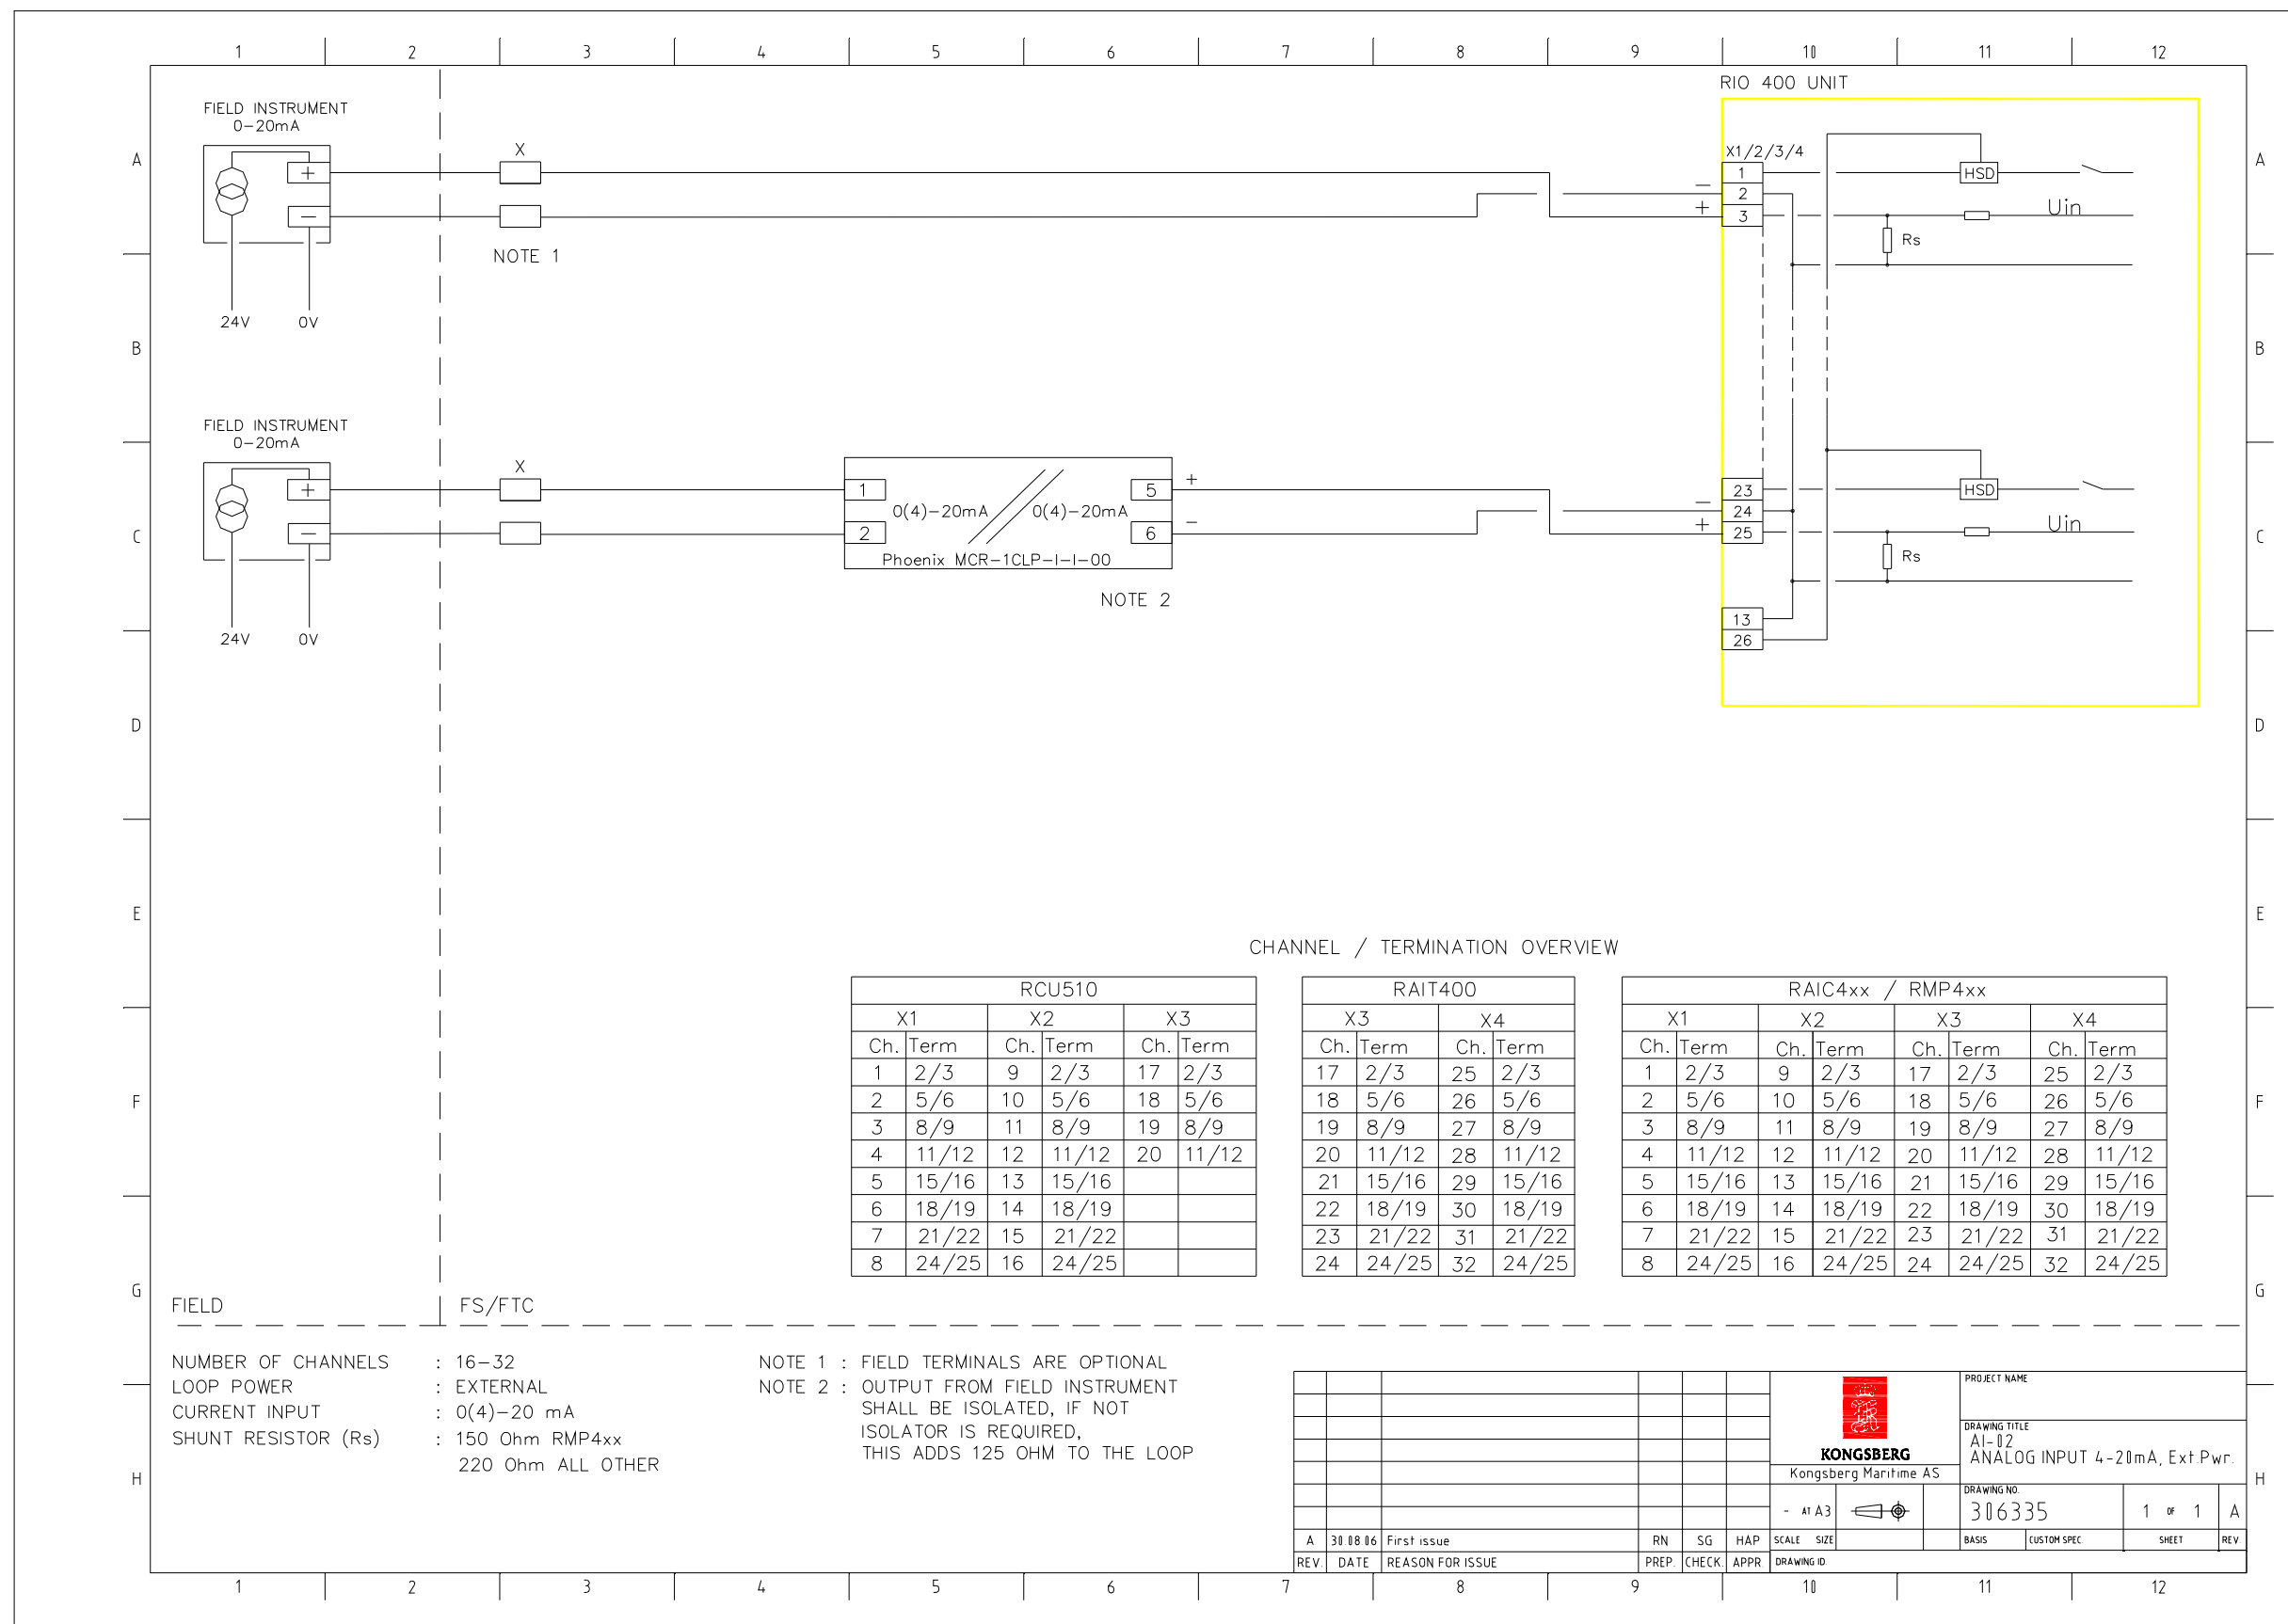 1 2 3 4 5 6 7 8 9 10 11 12
RIO 400 UNIT
FIELD INSTRUMENT
0-20mA
A X X1/2/3/4 A
+ 1 HSD
- 2
- + 3 Uin
NOTE 1 Rs
24V 0V
B B
FIELD INSTRUMENT
0-20mA
X
+ 1 5 + 23 HSD
0(4)-20mA 0(4)-20mA - 24
C - 2 6 - + 25 Uin C
Phoenix MCR-1CLP-I-I-00 Rs
NOTE 2
13
24V 0V 26
D D
E E
CHANNEL / TERMINATION OVERVIEW
RCU510
X1 X2 X3
Ch. Term Ch. Term Ch. Term
1 2/3 9 2/3 17 2/3
2 5/6 10 5/6 18 5/6
3 8/9 11 8/9 19 8/9
4 11/12 12 11/12 20 11/12
5 15/16 13 15/16
6 18/19 14 18/19
7 21/22 15 21/22
8 24/25 16 24/25
RAIT400
X3 X4
Ch. Term Ch. Term
17 2/3 25 2/3
18 5/6 26 5/6
19 8/9 27 8/9
20 11/12 28 11/12
21 15/16 29 15/16
22 18/19 30 18/19
23 21/22 31 21/22
24 24/25 32 24/25
RAIC4xx / RMP4xx
X1 X2 X3 X4
Ch. Term Ch. Term Ch. Term Ch. Term
1 2/3 9 2/3 17 2/3 25 2/3
2 5/6 10 5/6 18 5/6 26 5/6
3 8/9 11 8/9 19 8/9 27 8/9
4 11/12 12 11/12 20 11/12 28 11/12
5 15/16 13 15/16 21 15/16 29 15/16
6 18/19 14 18/19 22 18/19 30 18/19
7 21/22 15 21/22 23 21/22 31 21/22
8 24/25 16 24/25 24 24/25 32 24/25
F F
G G
FIELD FS/FTC
NUMBER OF CHANNELS : 16-32
LOOP POWER : EXTERNAL
CURRENT INPUT : 0(4)-20 mA
SHUNT RESISTOR (Rs) : 150 Ohm RMP4xx
220 Ohm ALL OTHER
NOTE 1 : FIELD TERMINALS ARE OPTIONAL
NOTE 2 : OUTPUT FROM FIELD INSTRUMENT
SHALL BE ISOLATED, IF NOT
ISOLATOR IS REQUIRED,
THIS ADDS 125 OHM TO THE LOOP
H H
KONGSBERG
Kongsberg Maritime AS
PROJECT NAME
DRAWING TITLE
AI-02
ANALOG INPUT 4-20mA, Ext.Pwr.
DRAWING NO.
- AT A3 306335 1 OF 1 A
SCALE SIZE BASIS CUSTOM SPEC. SHEET REV.
A 30.08.06 First issue RN SG HAP
REV. DATE REASON FOR ISSUE PREP. CHECK. APPR DRAWING ID.
1 2 3 4 5 6 7 8 9 10 11 12